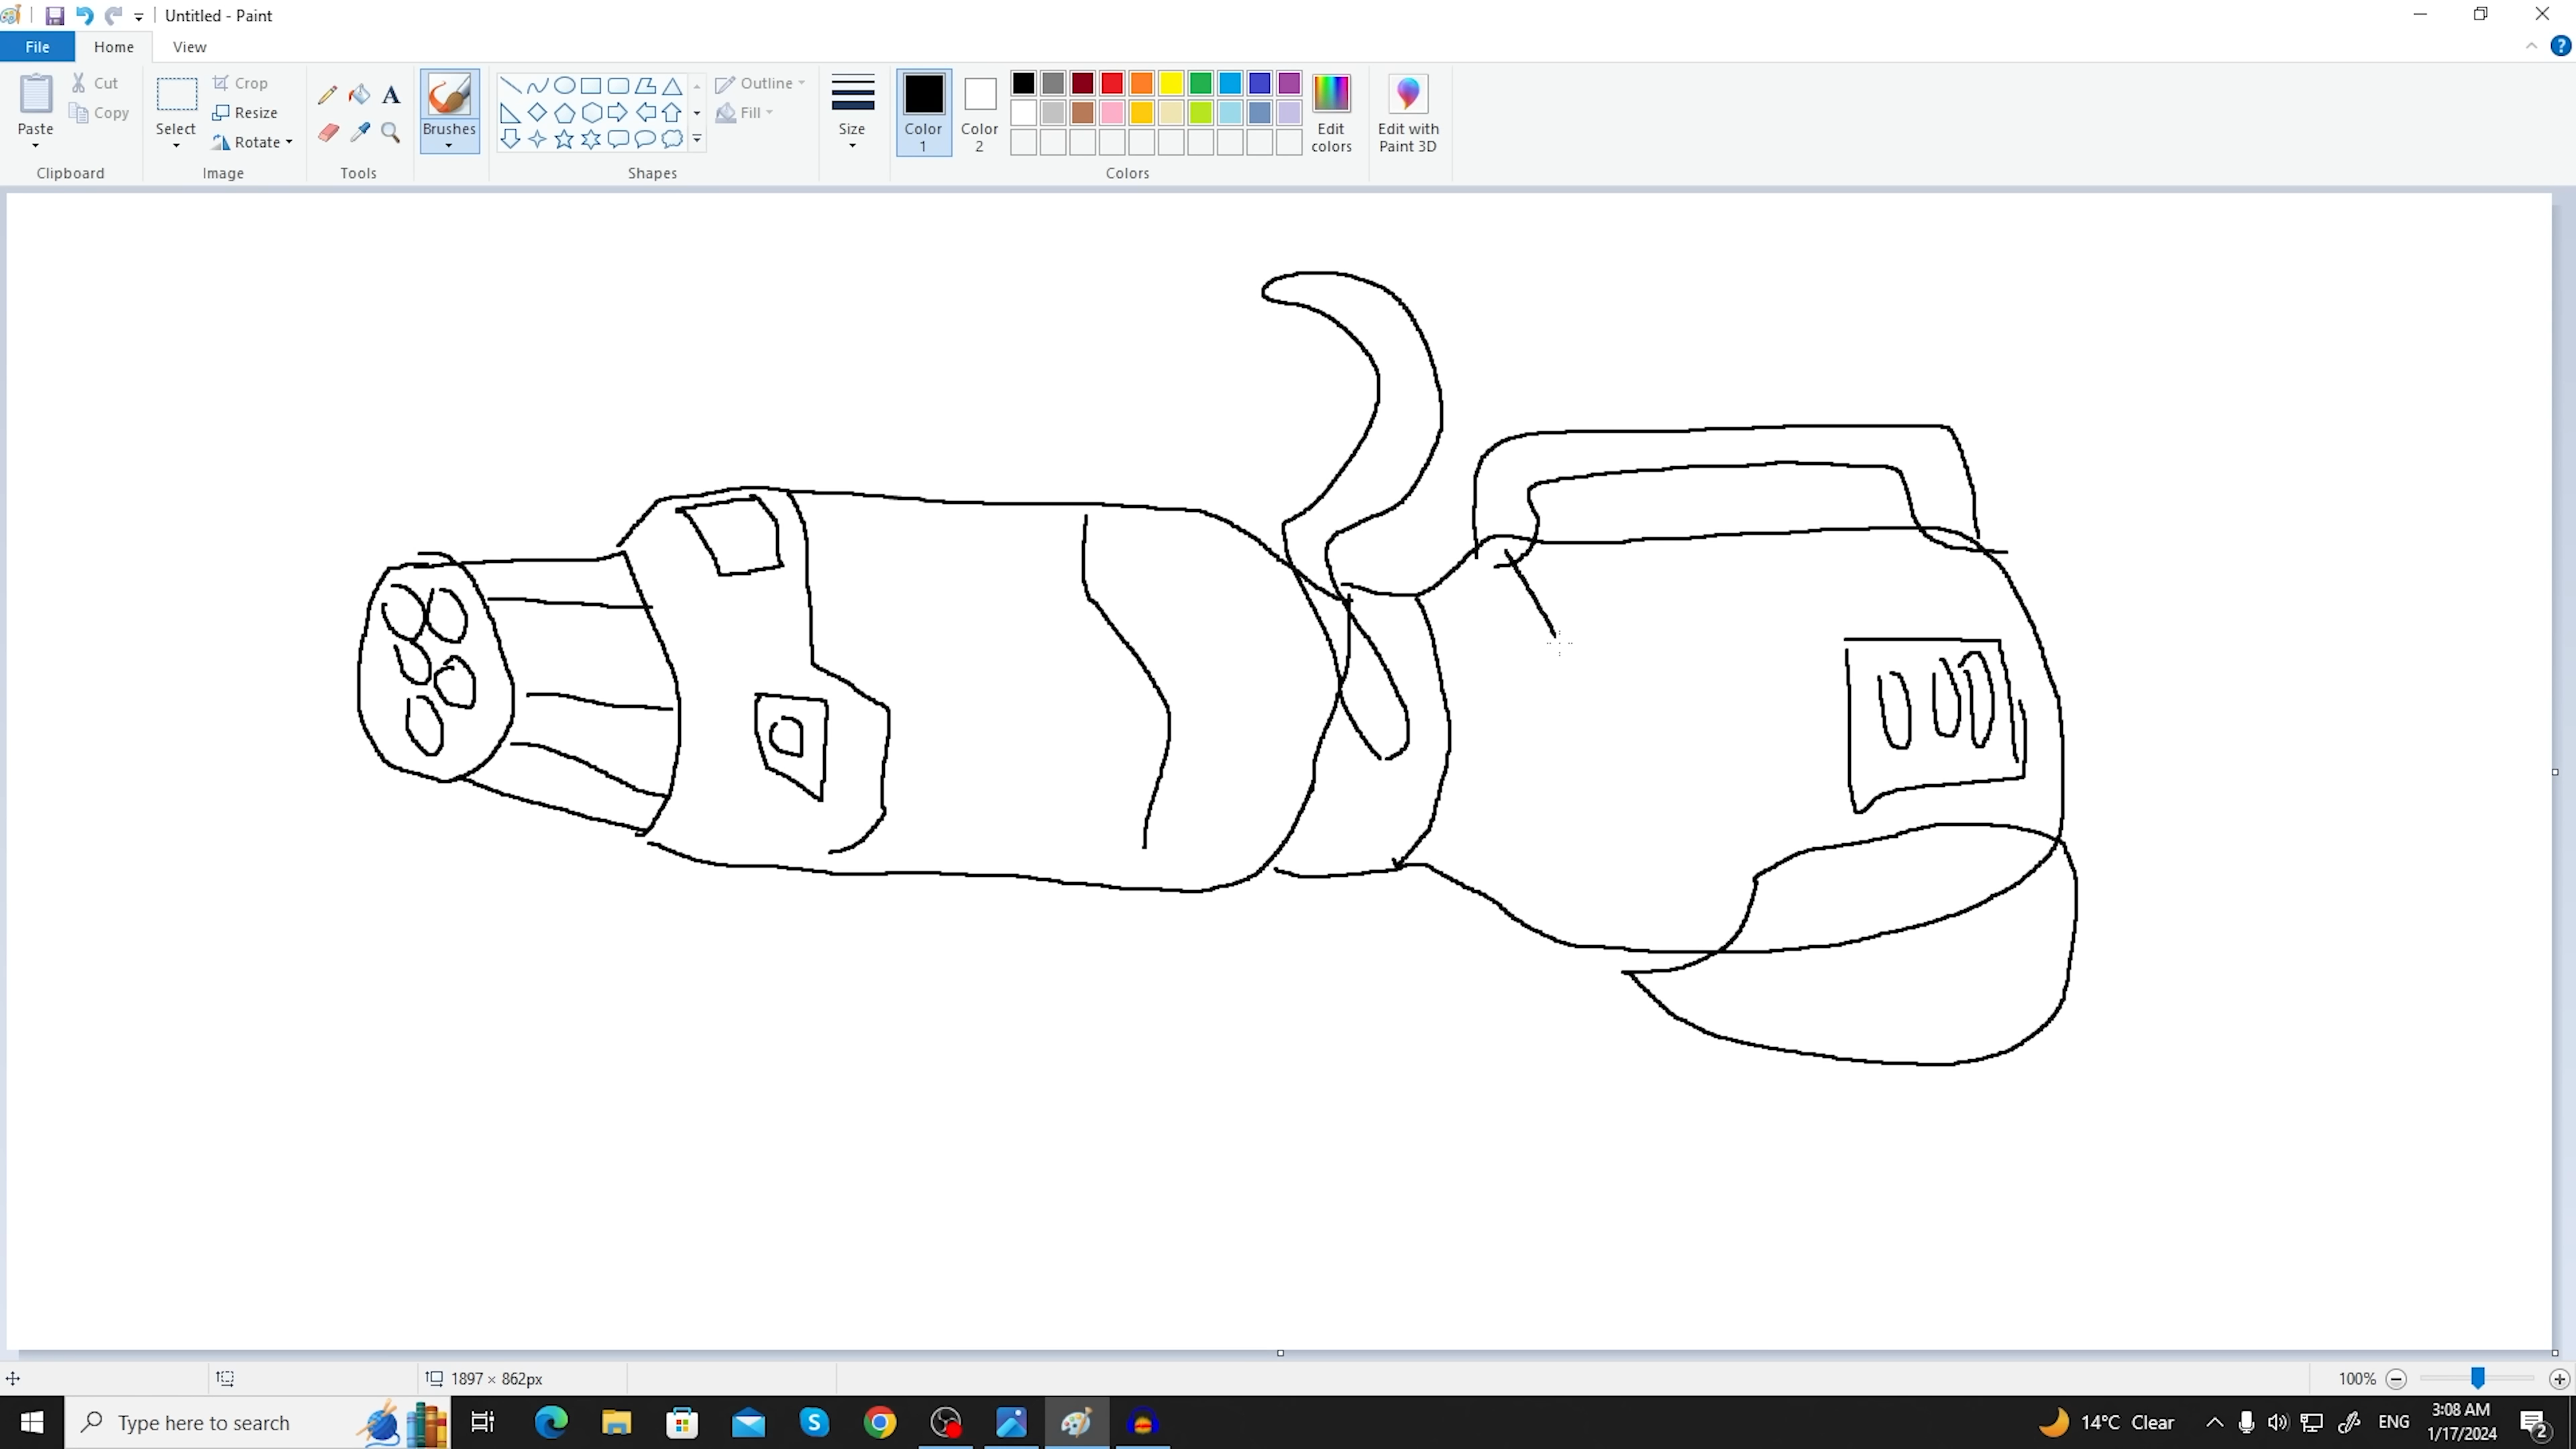 Untitled - Paint
File
Home
View
Paste
Cut
Copy
Clipboard
Select
Crop
Resize
Rotate
Image
A
Tools
Brushes
Outline
Fill
Shapes
Size
Color
1
Color
2
Edit
colors
Colors
Edit with
Paint 3D
1897 × 862px
100%
Type here to search
14°C Clear
ENG
3:08 AM
1/17/2024
2